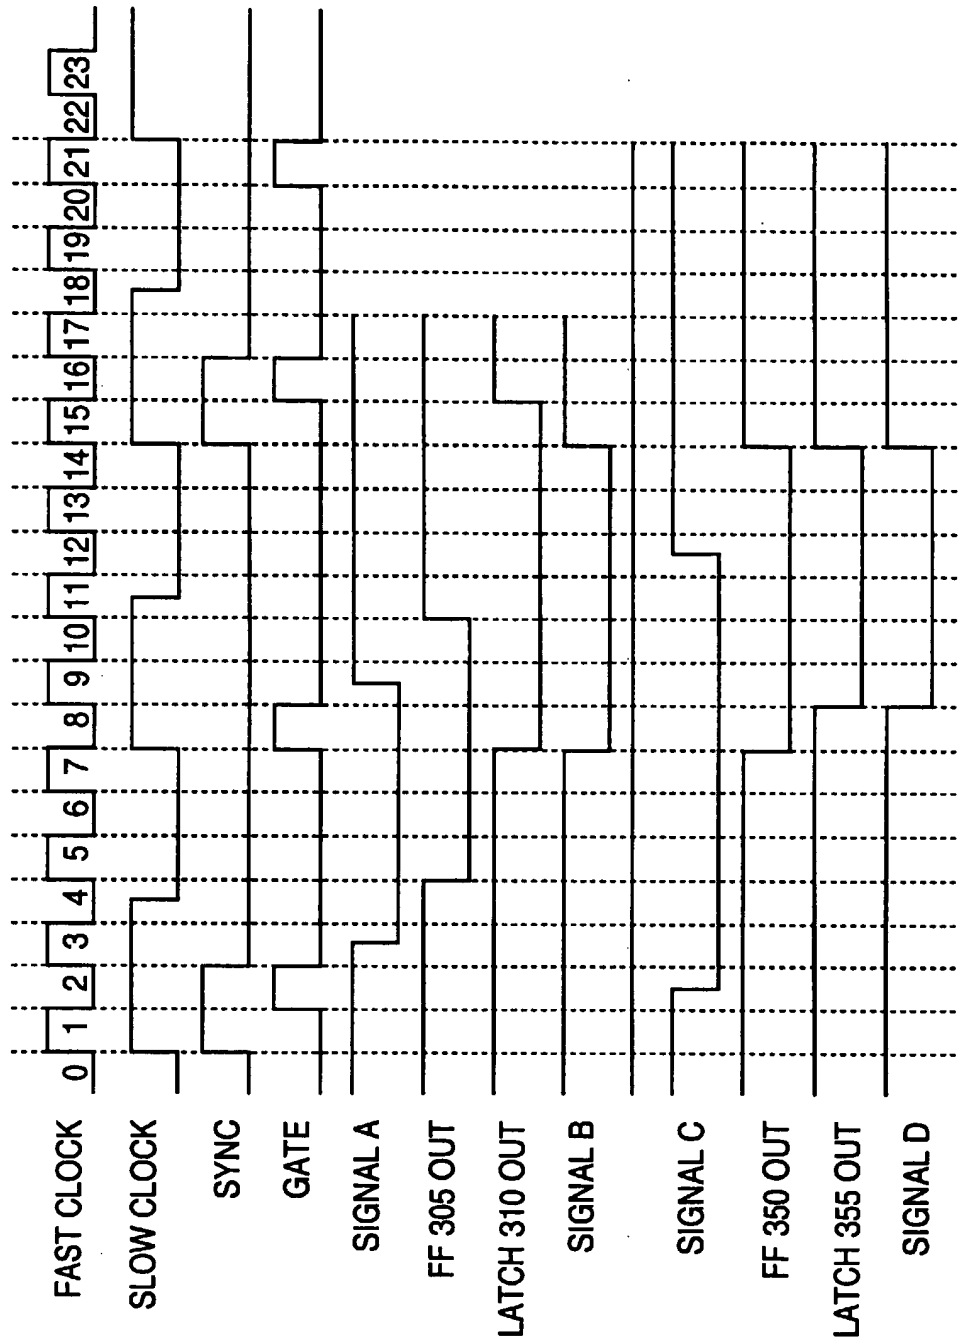 FAST CLOCK
0 1 2 3 4 5 6 7 8 9 10 11 12 13 14 15 16 17 18 19 20 21 22 23
SLOW CLOCK
SYNC
GATE
SIGNAL A
FF 305 OUT
LATCH 310 OUT
SIGNAL B
SIGNAL C
FF 350 OUT
LATCH 355 OUT
SIGNAL D